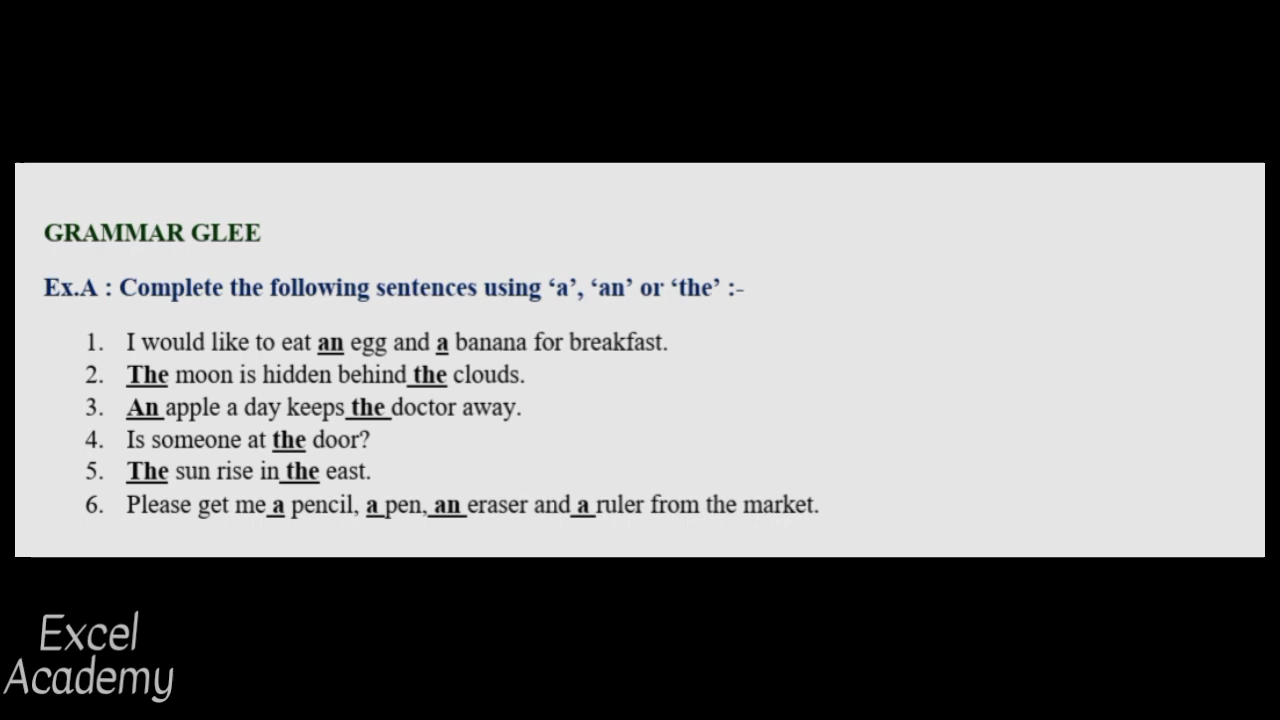 GRAMMAR GLEE
Ex.A : Complete the following sentences using ‘a’, ‘an’ or ‘the’ :-
1. I would like to eat an egg and a banana for breakfast.
2. The moon is hidden behind the clouds.
3. An apple a day keeps the doctor away.
4. Is someone at the door?
5. The sun rise in the east.
6. Please get me a pencil, a pen, an eraser and a ruler from the market.
Excel
Academy